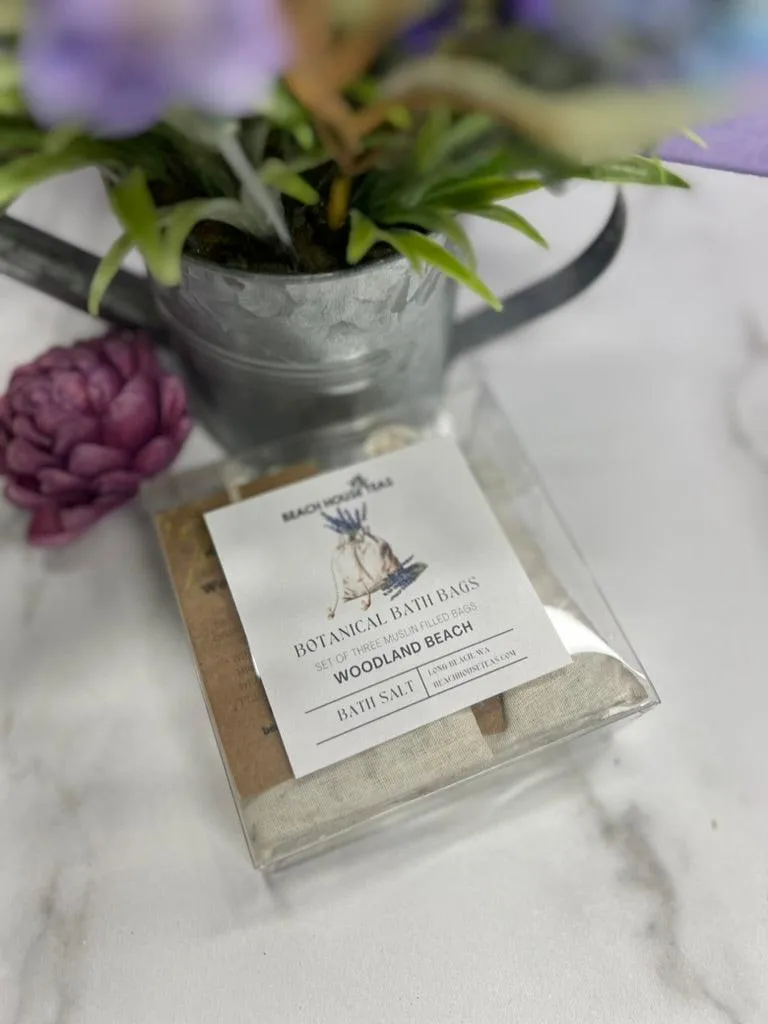 BEACH HOUSE TEAS
BOTANICAL BATH BAGS
SET OF THREE MUSLIN FILLED BAGS
WOODLAND BEACH
BATH SALT
LONG BEACH, WA
BEACHHOUSETEAS.COM